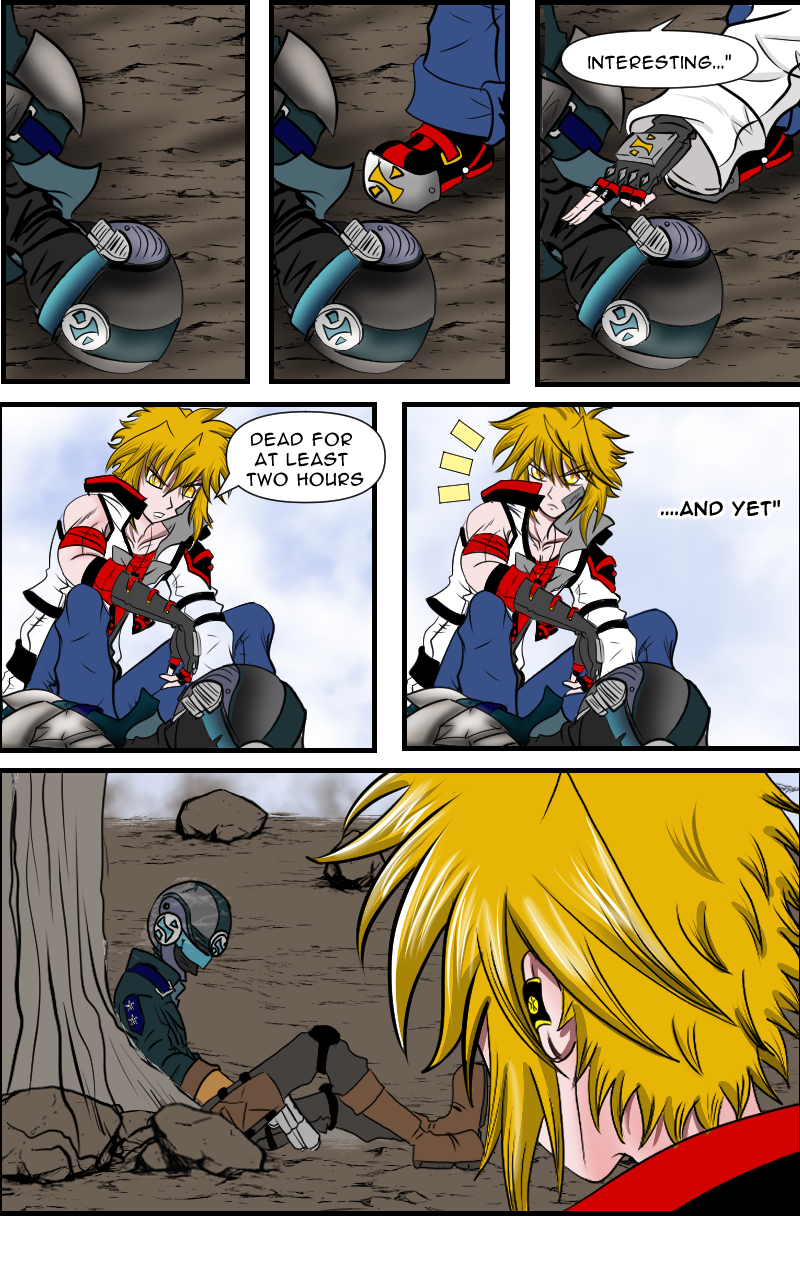 INTERESTING..."
DEAD FOR
AT LEAST
TWO HOURS
....AND YET"